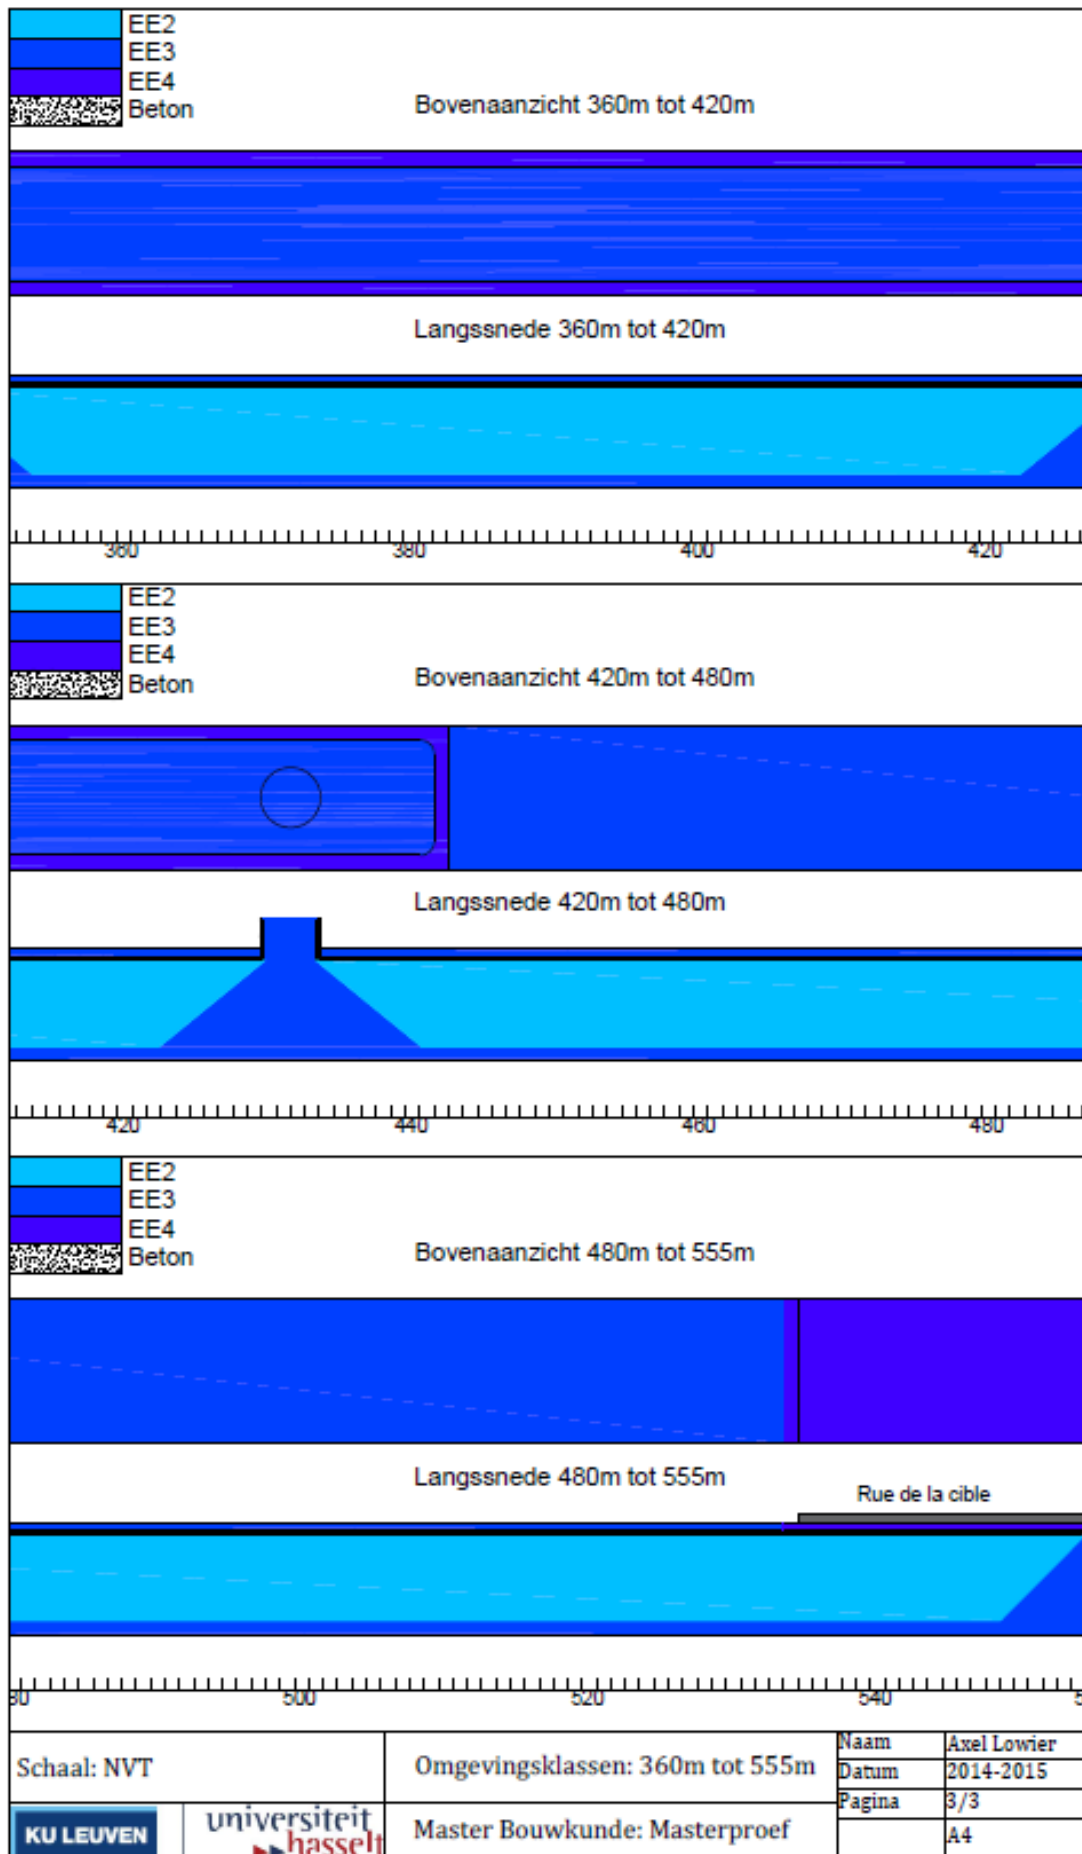 EE2
EE3
EE4
Beton
Bovenaanzicht 360m tot 420m
Langssnede 360m tot 420m
360 380 400 420
EE2
EE3
EE4
Beton
Bovenaanzicht 420m tot 480m
Langssnede 420m tot 480m
420 440 460 480
EE2
EE3
EE4
Beton
Bovenaanzicht 480m tot 555m
Langssnede 480m tot 555m
Rue de la cible
500 520 540
Schaal: NVT
Omgevingsklassen: 360m tot 555m
Naam Axel Lowier
Datum 2014-2015
Pagina 3/3
A4
KU LEUVEN
universiteit
hasselt
Master Bouwkunde: Masterproef